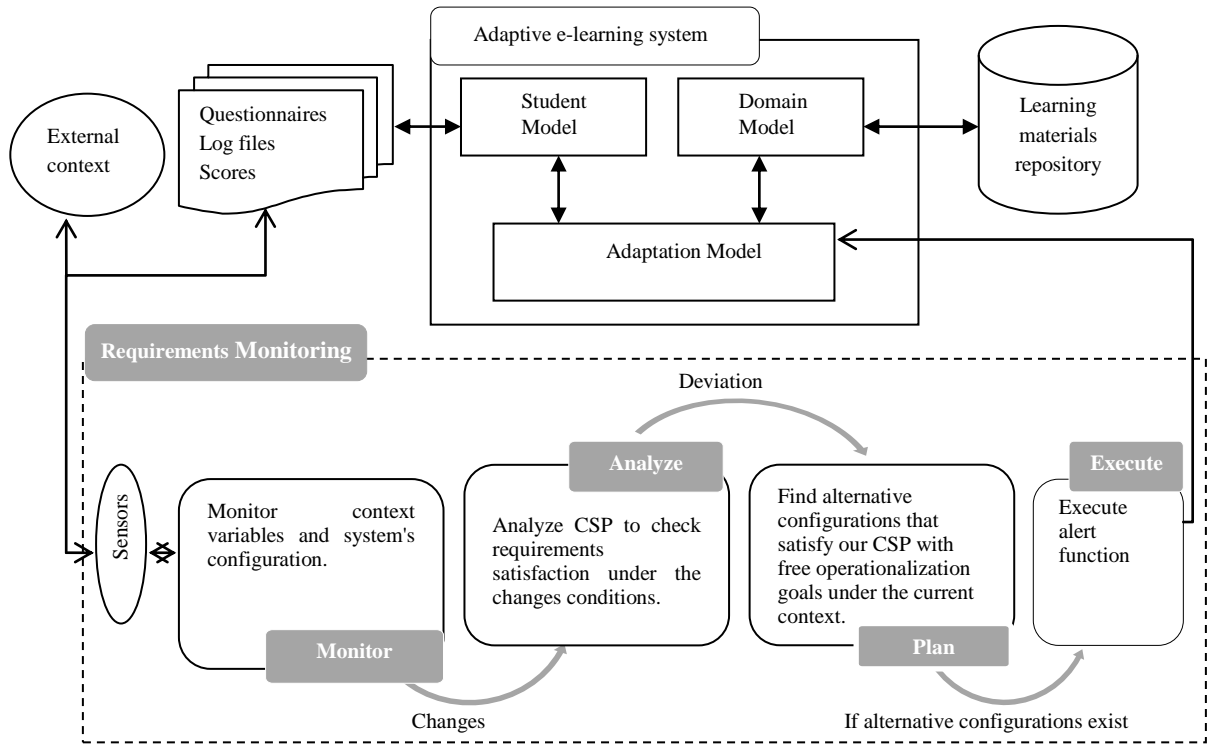 Adaptive e-learning system
External
context
Questionnaires
Log files
Scores
Student
Model
Domain
Model
Learning
materials
repository
Adaptation Model
Requirements Monitoring
Deviation
Sensors
Monitor context
variables and system's
configuration.
Monitor
Analyze
Analyze CSP to check
requirements
satisfaction under the
changes conditions.
Find alternative
configurations that
satisfy our CSP with
free operationalization
goals under the current
context.
Plan
Execute
Execute
alert
function
Changes
If alternative configurations exist